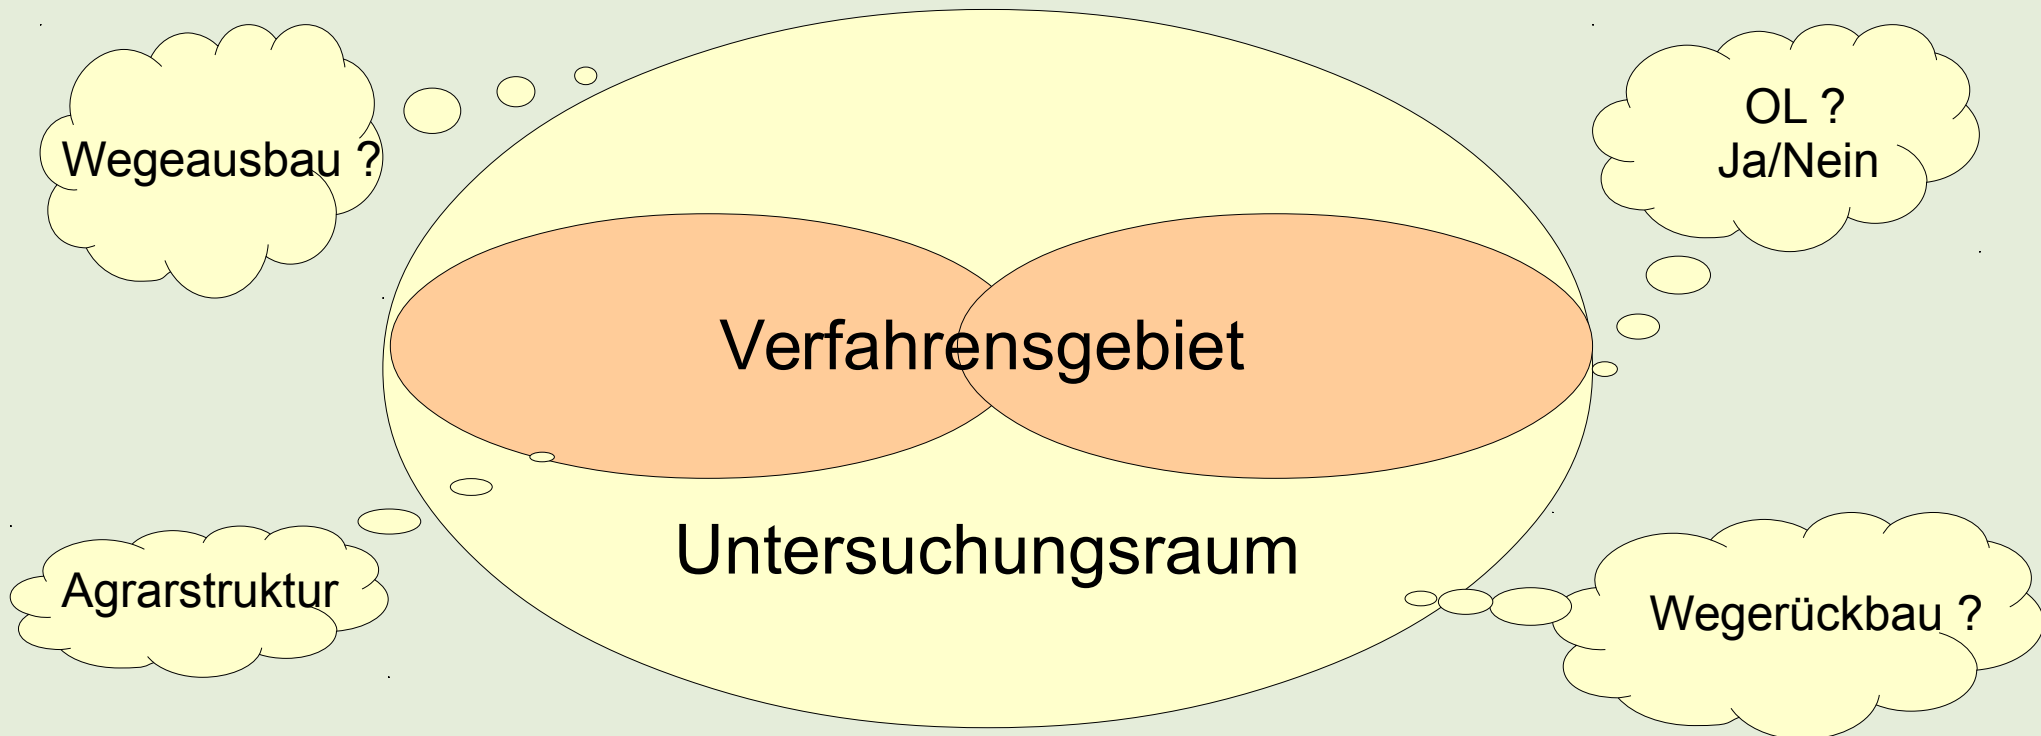 Wegeausbau ?
OL ?
Ja/Nein
Verfahrensgebiet
Untersuchungsraum
Agrarstruktur
Wegerückbau ?